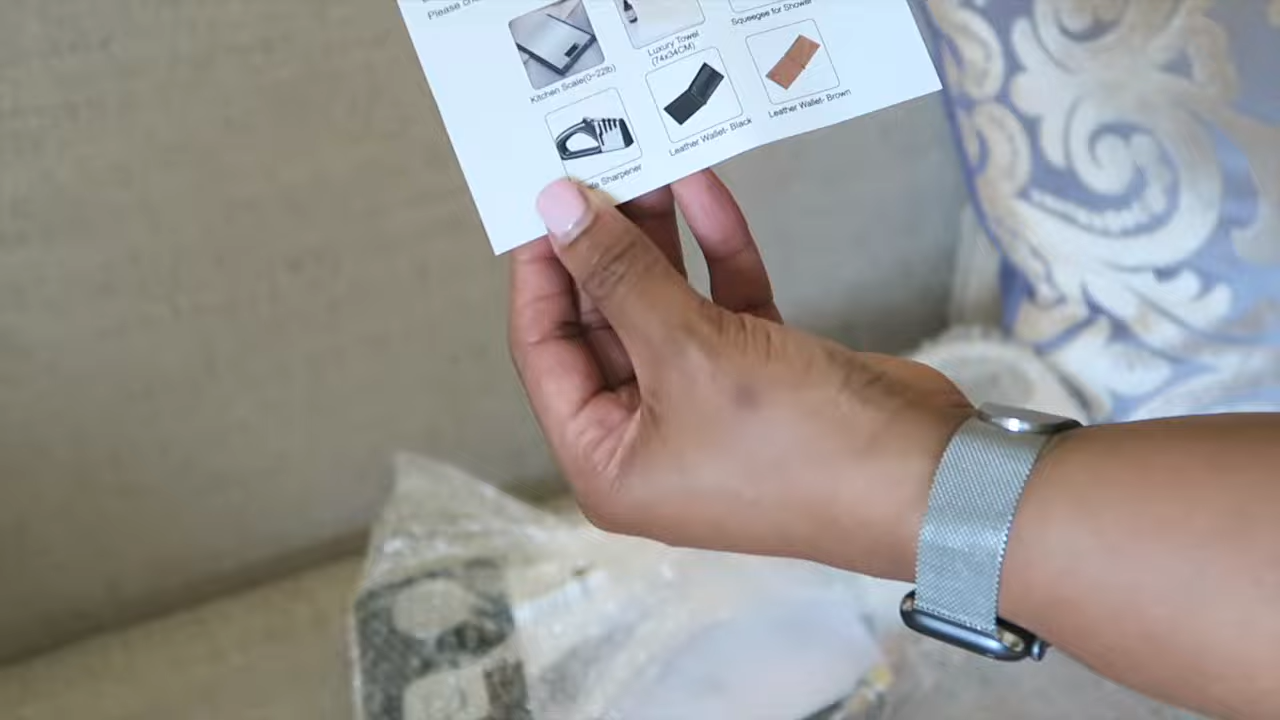 Please
Squeegee for Shower
Luxury Towel
(74x34CM)
Kitchen Scale(0~22lb)
Leather Wallet- Brown
Leather Wallet- Black
Sharpener